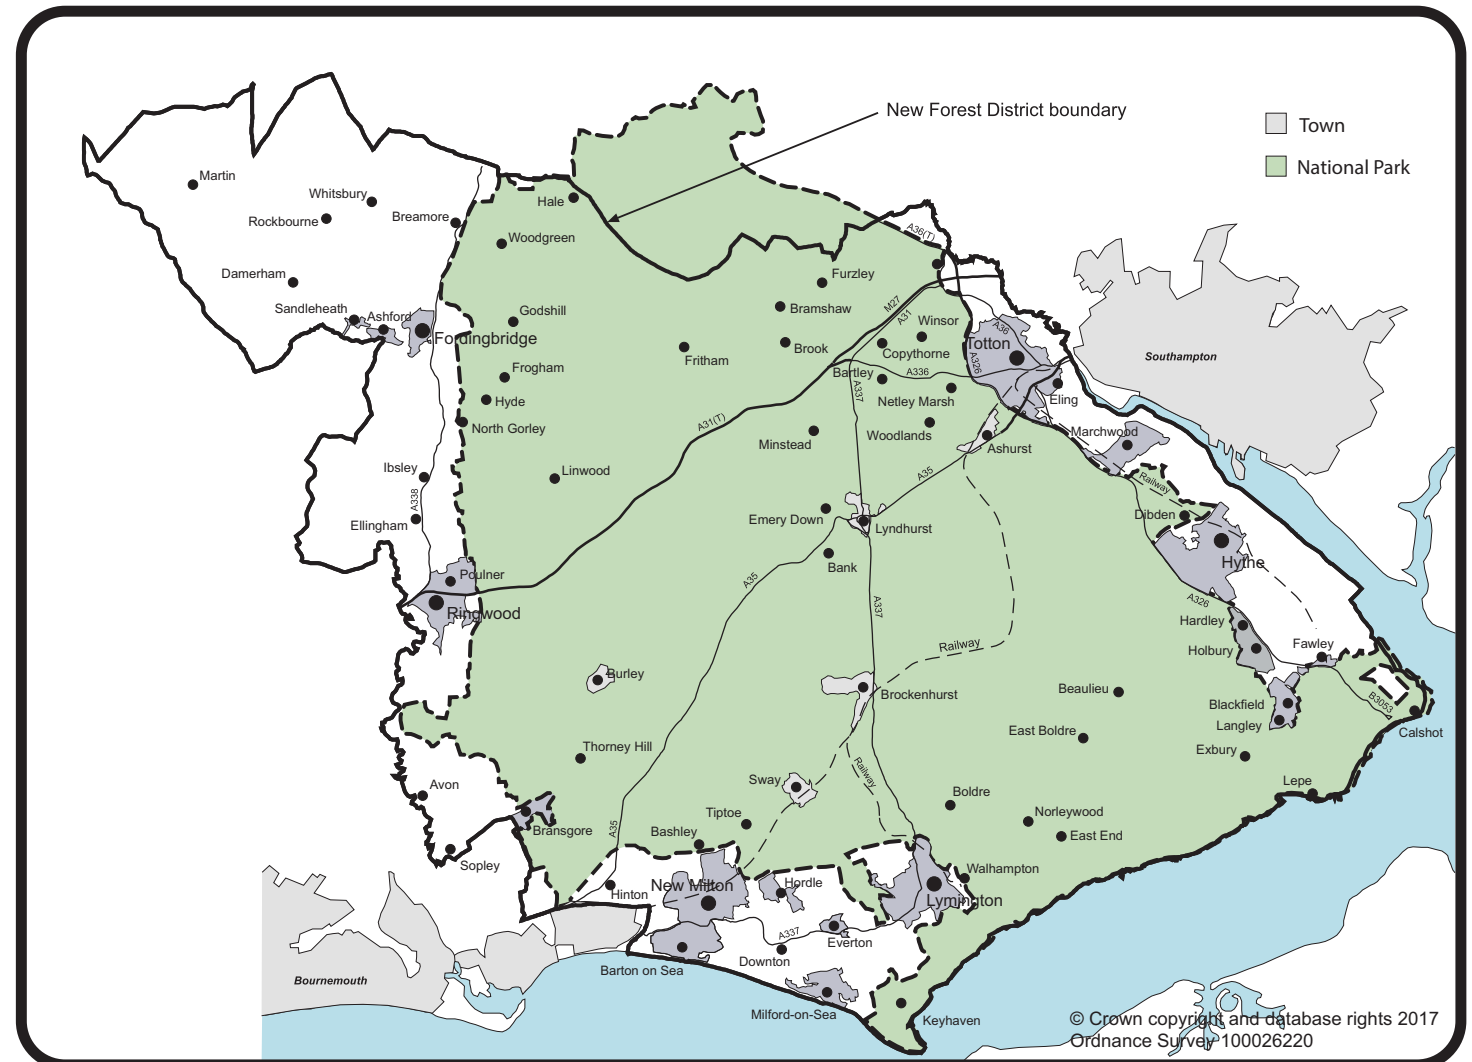 New Forest District boundary
Town
National Park
Martin
Whitsbury
Rockbourne
Breamore
Hale
Woodgreen
A36(T)
Damerham
Furzley
Sandleheath
Ashford
Fordingbridge
Godshill
Bramshaw
M27
A31
Winsor
A36
Totton
Southampton
Brook
Copythorne
Fritham
A326
Frogham
Bartley
A336
A337
Netley Marsh
Hyde
Eling
North Gorley
A31(T)
Minstead
Woodlands
Ashurst
Marchwood
Ibsley
Linwood
A35
Railway
A338
Ellingham
Emery Down
Lyndhurst
Dibden
Bank
Hythe
Poulner
A35
A337
A326
Ringwood
Hardley
Railway
Holbury
Fawley
Burley
Brockenhurst
Beaulieu
Blackfield
B3053
Langley
East Boldre
Calshot
Thorney Hill
Exbury
Railway
Avon
Sway
Lepe
Boldre
Tiptoe
Norleywood
A35
Bransgore
Bashley
East End
Sopley
Walhampton
Hinton
New Milton
Hordle
Lymington
A337
Everton
Downton
Barton on Sea
Bournemouth
Milford-on-Sea
Keyhaven
© Crown copyright and database rights 2017
Ordnance Survey 100026220